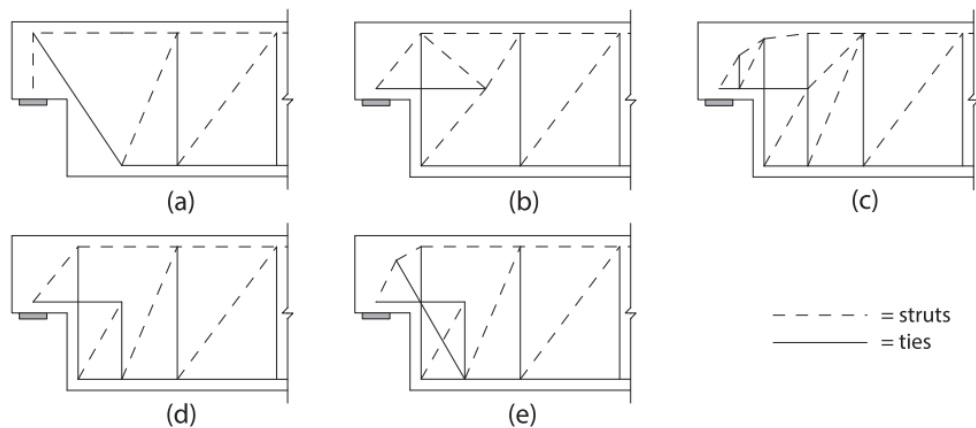 (a)
(b)
(c)
(d)
(e)
= struts
= ties